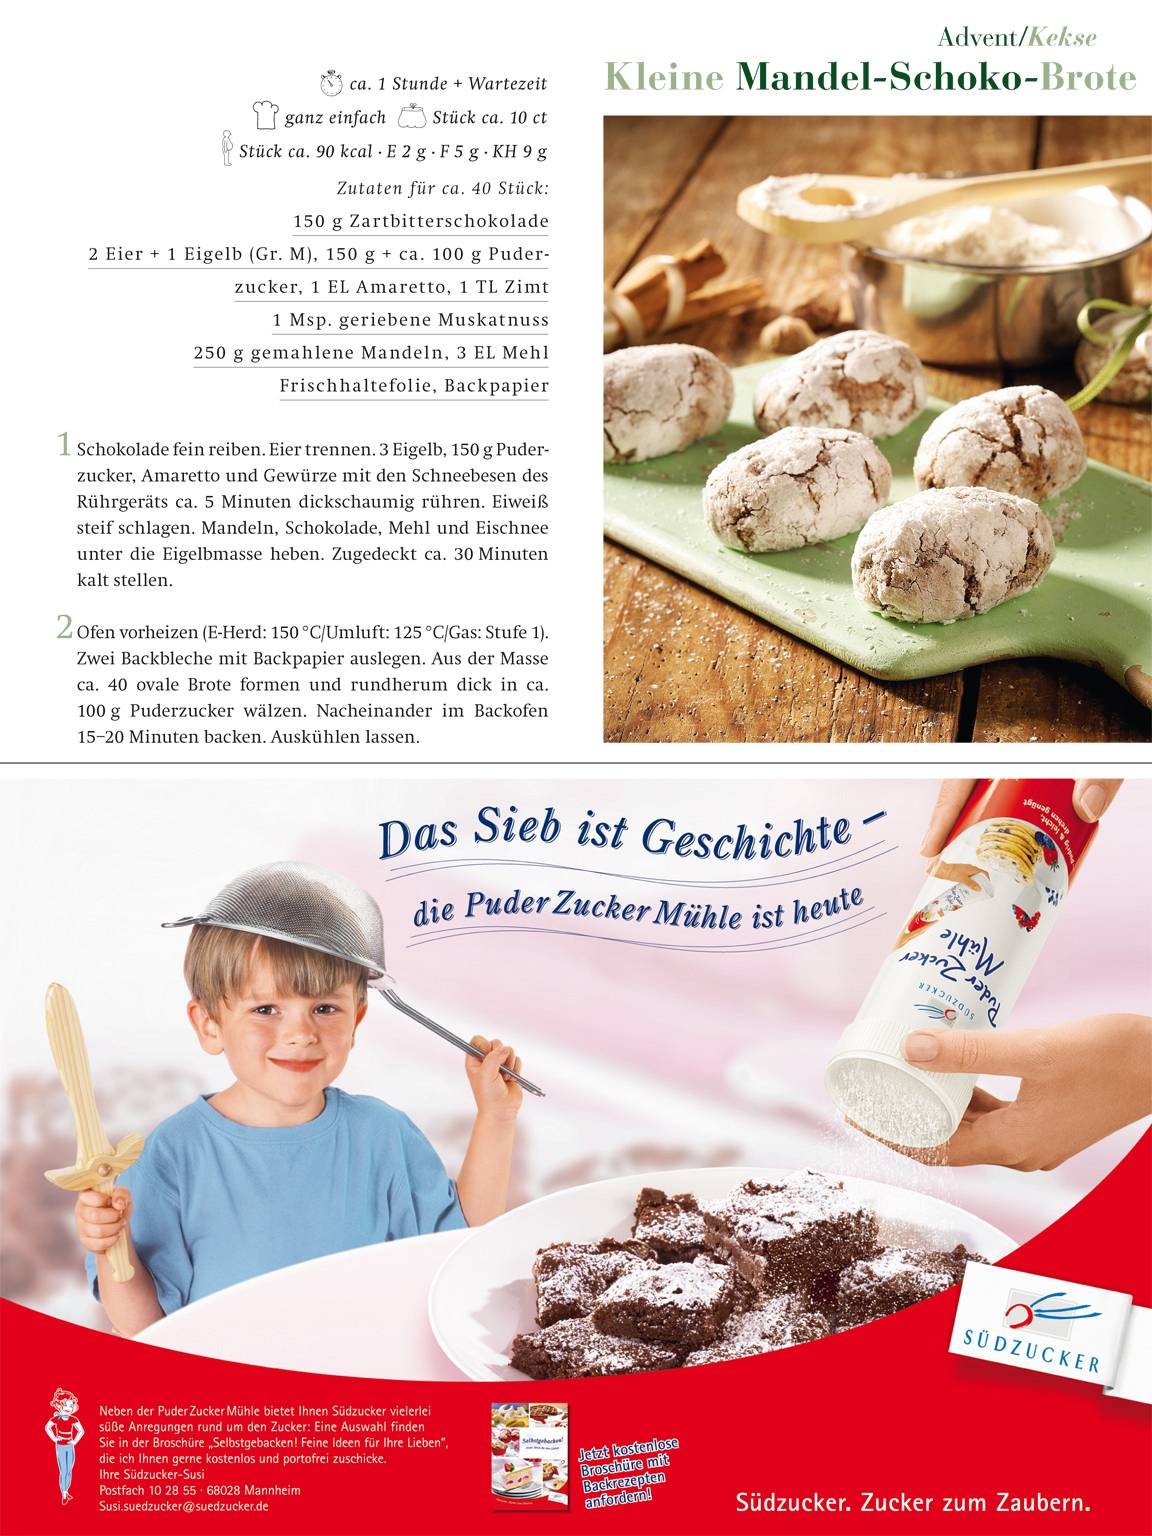 Advent/Kekse
Kleine Mandel-Schoko-Brote
ca. 1 Stunde + Wartezeit
ganz einfach Stück ca. 10 ct
Stück ca. 90 kcal · E 2 g · F 5 g · KH 9 g
Zutaten für ca. 40 Stück:
150 g Zartbitterschokolade
2 Eier + 1 Eigelb (Gr. M), 150 g + ca. 100 g Puder-
zucker, 1 EL Amaretto, 1 TL Zimt
1 Msp. geriebene Muskatnuss
250 g gemahlene Mandeln, 3 EL Mehl
Frischhaltefolie, Backpapier
1 Schokolade fein reiben. Eier trennen. 3 Eigelb, 150 g Puder-
zucker, Amaretto und Gewürze mit den Schneebesen des
Rührgeräts ca. 5 Minuten dickschaumig rühren. Eiweiß
steif schlagen. Mandeln, Schokolade, Mehl und Eischnee
unter die Eigelbmasse heben. Zugedeckt ca. 30 Minuten
kalt stellen.
2 Ofen vorheizen (E-Herd: 150 °C/Umluft: 125 °C/Gas: Stufe 1).
Zwei Backbleche mit Backpapier auslegen. Aus der Masse
ca. 40 ovale Brote formen und rundherum dick in ca.
100 g Puderzucker wälzen. Nacheinander im Backofen
15–20 Minuten backen. Auskühlen lassen.
Das Sieb ist Geschichte –
die PuderZuckerMühle ist heute
Puder Zucker
Mühle
SÜDZUCKER
SÜDZUCKER
Neben der PuderZuckerMühle bietet Ihnen Südzucker vielerlei
süße Anregungen rund um den Zucker: Eine Auswahl finden
Sie in der Broschüre „Selbstgebacken! Feine Ideen für Ihre Lieben“,
die ich Ihnen gerne kostenlos und portofrei zuschicke.
Ihre Südzucker-Susi
Postfach 10 28 55 · 68028 Mannheim
Susi.suedzucker@suedzucker.de
Selbstgebacken!
Jetzt kostenlose
Broschüre mit
Backrezepten
anfordern!
Südzucker. Zucker zum Zaubern.